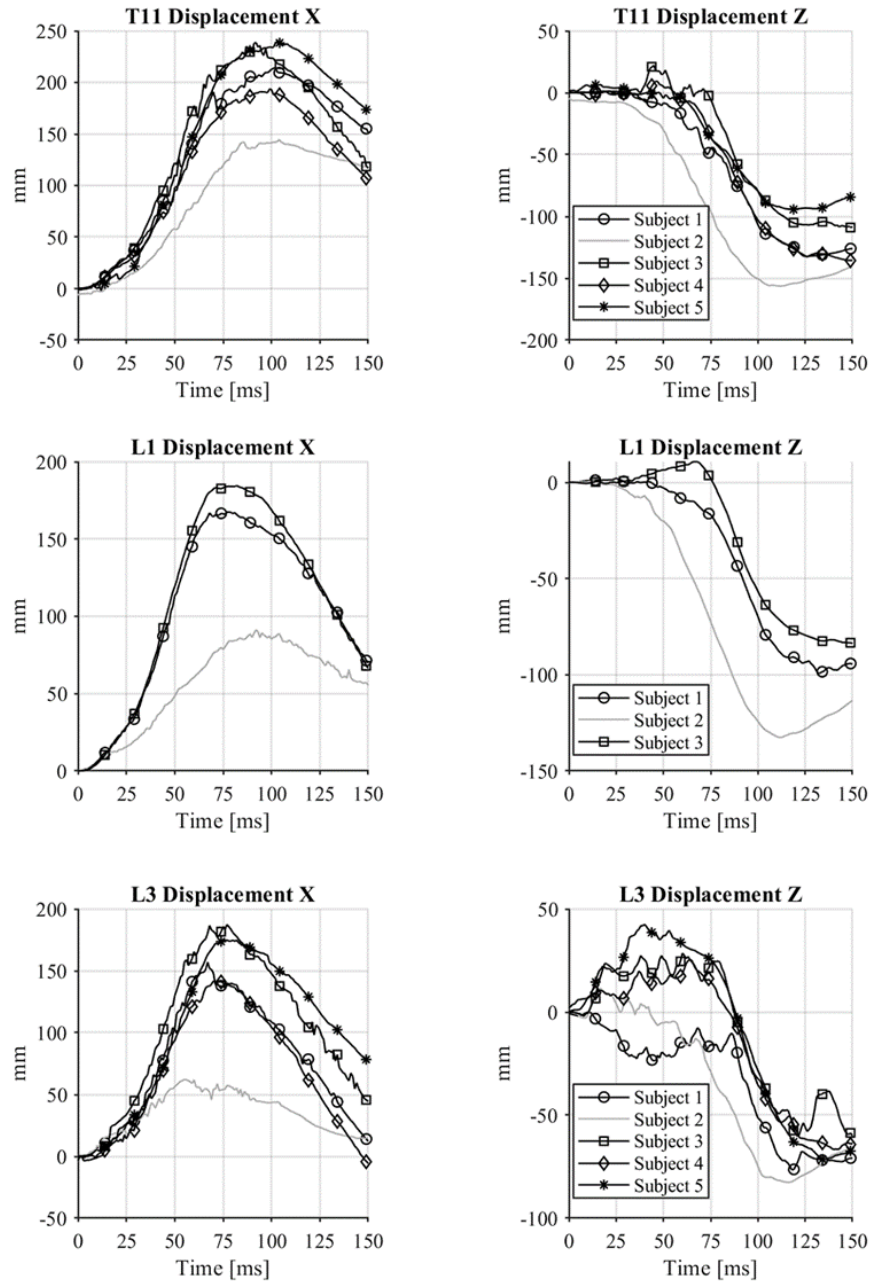 T11 Displacement X
250
200
150
100
50
0
-50
mm
0 25 50 75 100 125 150
Time [ms]
T11 Displacement Z
50
0
-50
-100
-150
-200
mm
Subject 1
Subject 2
Subject 3
Subject 4
Subject 5
0 25 50 75 100 125 150
Time [ms]
L1 Displacement X
200
150
100
50
0
mm
0 25 50 75 100 125 150
Time [ms]
L1 Displacement Z
0
-50
-100
-150
mm
Subject 1
Subject 2
Subject 3
0 25 50 75 100 125 150
Time [ms]
L3 Displacement X
200
150
100
50
0
-50
mm
0 25 50 75 100 125 150
Time [ms]
L3 Displacement Z
50
0
-50
-100
mm
Subject 1
Subject 2
Subject 3
Subject 4
Subject 5
0 25 50 75 100 125 150
Time [ms]